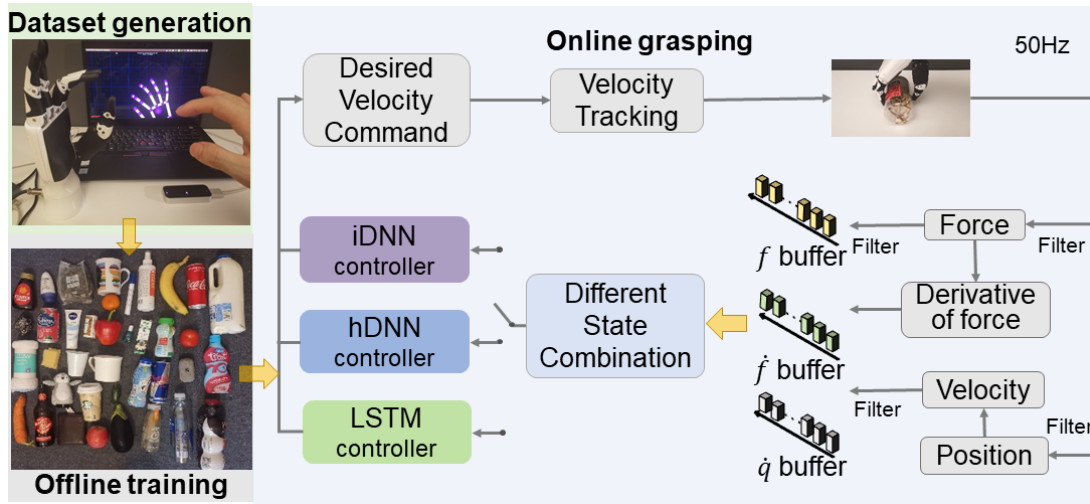 Dataset generation
Online grasping
50Hz
Desired
Velocity
Command
Velocity
Tracking
iDNN
controller
hDNN
controller
LSTM
controller
Different
State
Combination
f buffer
ḟ buffer
q̇ buffer
Filter
Force
Filter
Derivative
of force
Velocity
Filter
Filter
Position
Offline training